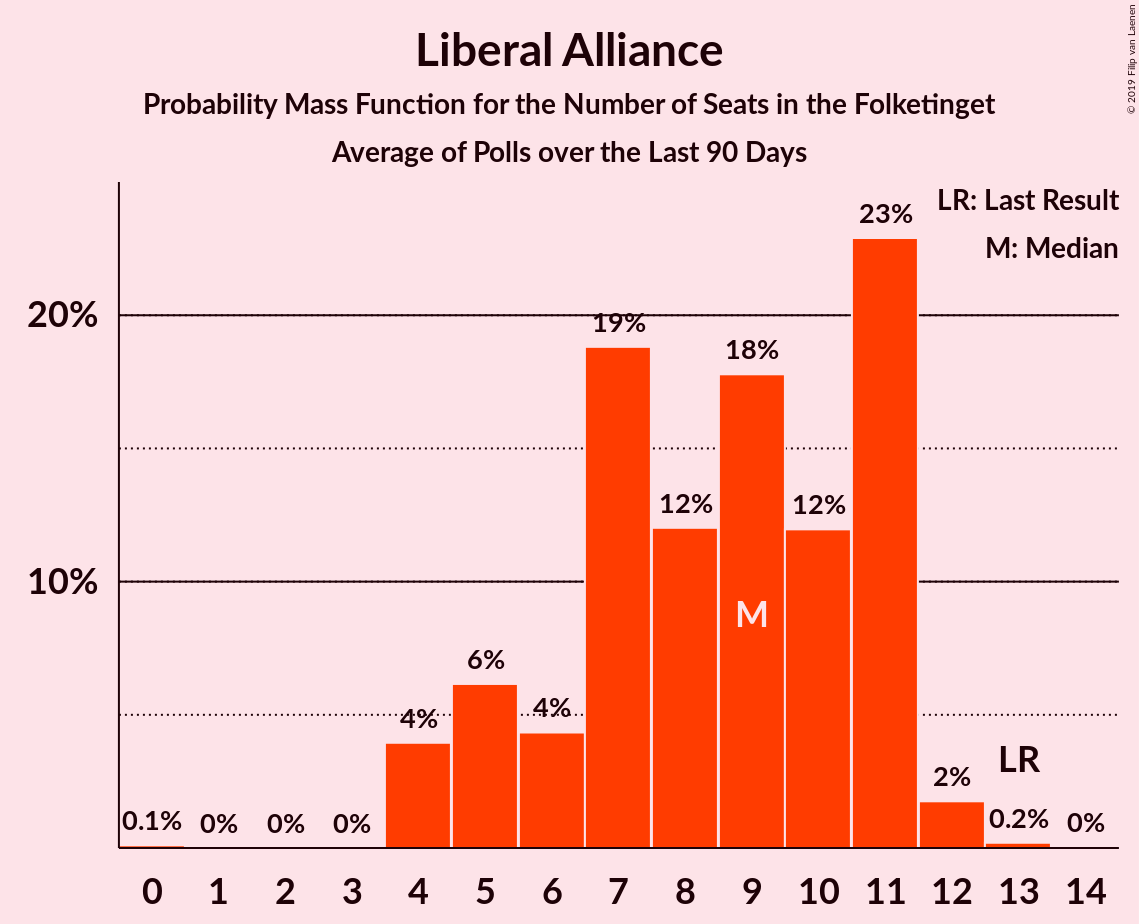 Liberal Alliance
Probability Mass Function for the Number of Seats in the Folketinget
Average of Polls over the Last 90 Days
© 2019 Filip van Laenen
LR: Last Result
M: Median
20%
10%
0.1%
0%
0%
0%
4%
6%
4%
19%
12%
18%
12%
23%
2%
0.2%
0%
M
LR
0 1 2 3 4 5 6 7 8 9 10 11 12 13 14